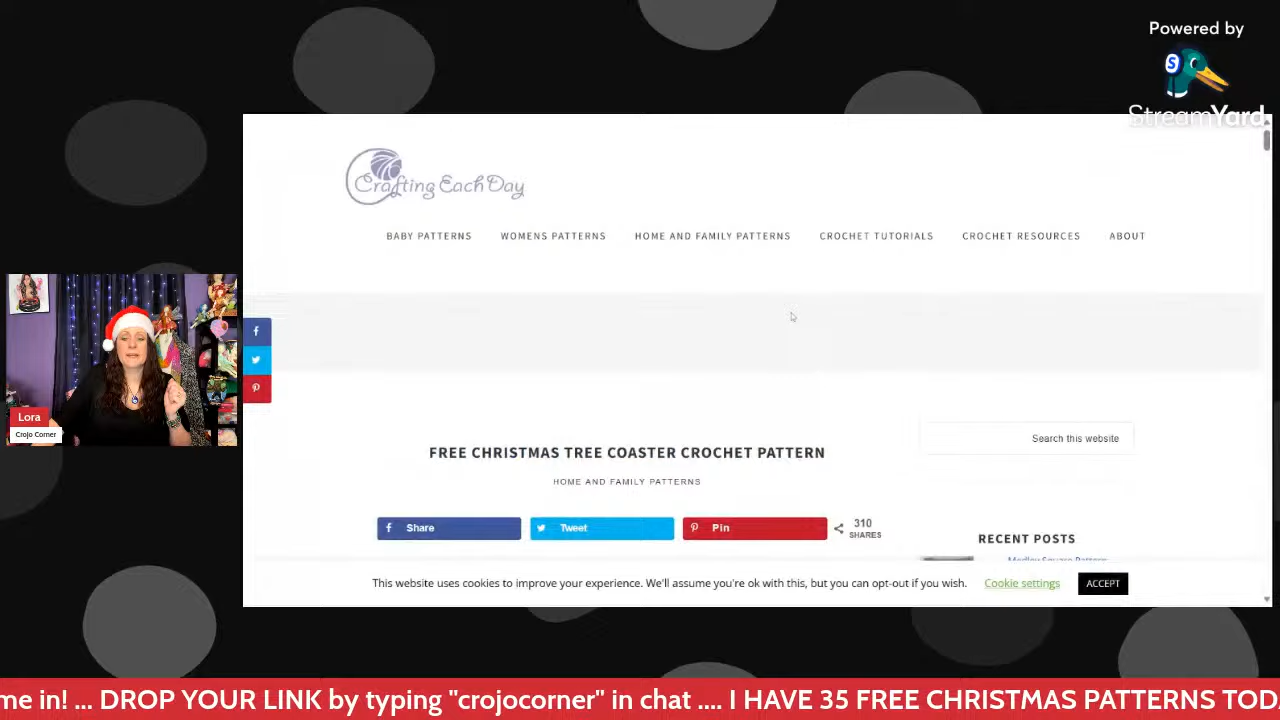 Powered by
StreamYard
Crafting Each Day
BABY PATTERNS WOMENS PATTERNS HOME AND FAMILY PATTERNS CROCHET TUTORIALS CROCHET RESOURCES ABOUT
Search this website
FREE CHRISTMAS TREE COASTER CROCHET PATTERN
HOME AND FAMILY PATTERNS
Share Tweet Pin 310
SHARES
RECENT POSTS
Medley Square Pattern
This website uses cookies to improve your experience. We'll assume you're ok with this, but you can opt-out if you wish. Cookie settings ACCEPT
Lora
Crojo Corner
me in! ... DROP YOUR LINK by typing "crojocorner" in chat .... I HAVE 35 FREE CHRISTMAS PATTERNS TOD